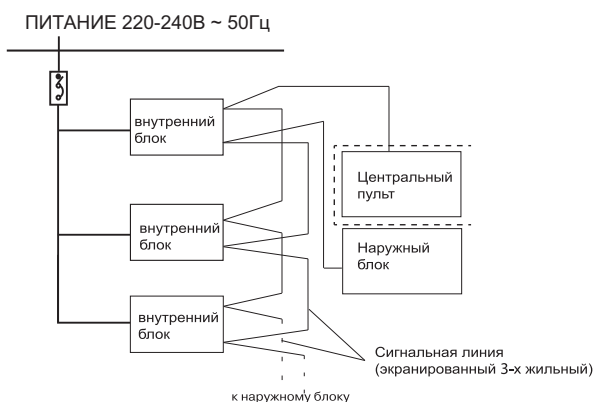 ПИТАНИЕ 220-240В ~ 50Гц
внутренний
блок
Центральный
пульт
внутренний
блок
Наружный
блок
внутренний
блок
Сигнальная линия
(экранированный 3-х жильный)
к наружному блоку